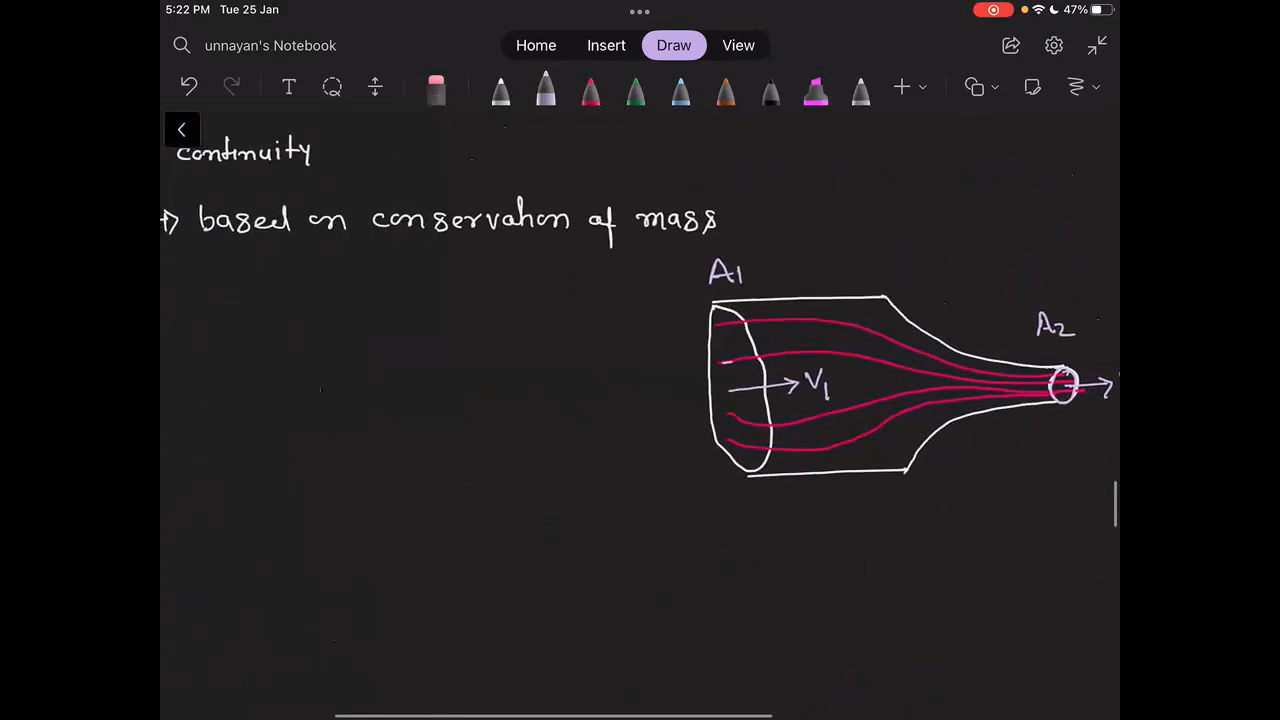 5:22 PM Tue 25 Jan
47%
unnayan's Notebook
Home Insert Draw View
continuity
→ based on conservation of mass
A1
A2
V1